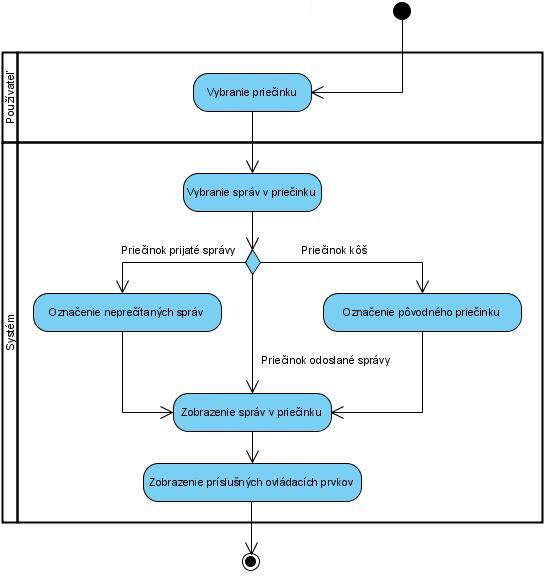 Používateľ
Vybranie priečinku
Systém
Vybranie správ v priečinku
Priečinok prijaté správy
Priečinok kôš
Označenie neprečítaných správ
Označenie pôvodného priečinku
Priečinok odoslané správy
Zobrazenie správ v priečinku
Zobrazenie príslušných ovládacích prvkov